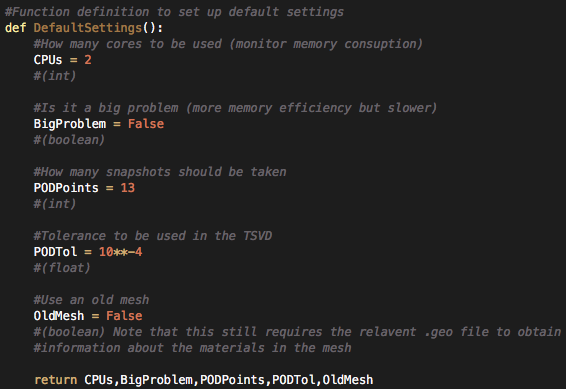 #Function definition to set up default settings
def DefaultSettings():
    #How many cores to be used (monitor memory consuption)
    CPUs = 2
    #(int)

    #Is it a big problem (more memory efficiency but slower)
    BigProblem = False
    #(boolean)

    #How many snapshots should be taken
    PODPoints = 13
    #(int)

    #Tolerance to be used in the TSVD
    PODTol = 10**-4
    #(float)

    #Use an old mesh
    OldMesh = False
    #(boolean) Note that this still requires the relavent .geo file to obtain
    #information about the materials in the mesh

    return CPUs,BigProblem,PODPoints,PODTol,OldMesh